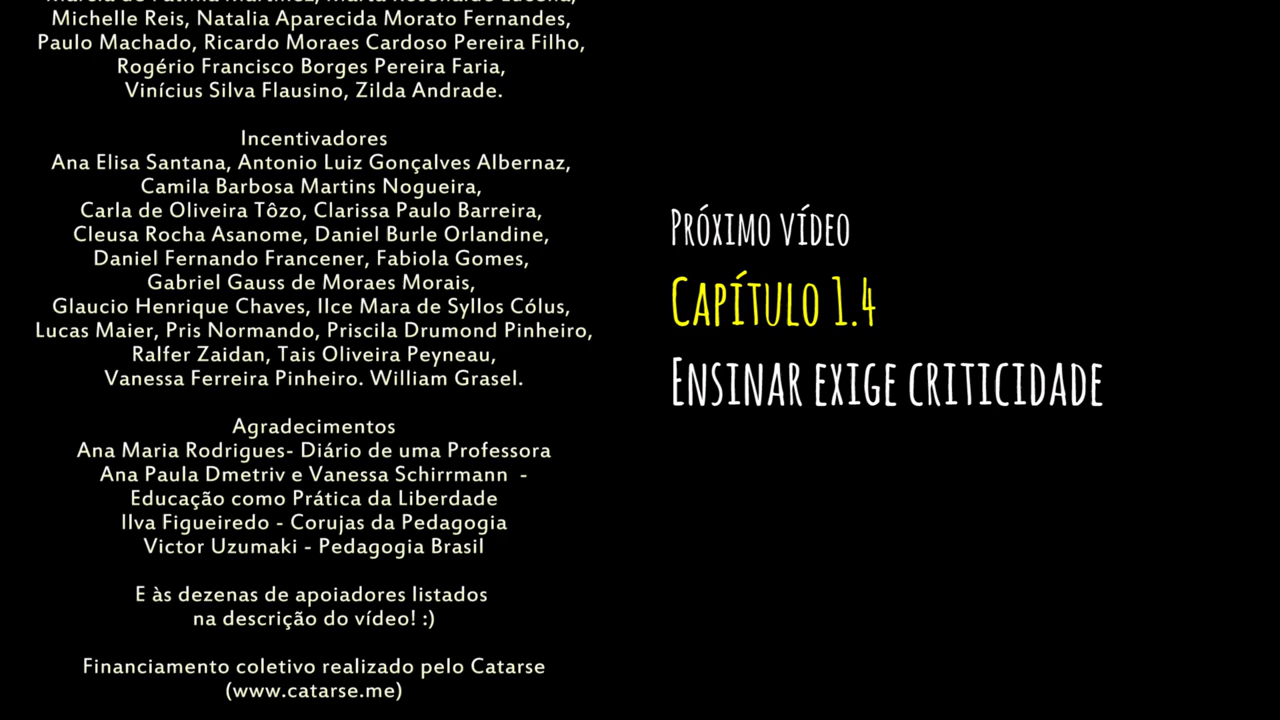 Michelle Reis, Natalia Aparecida Morato Fernandes,
Paulo Machado, Ricardo Moraes Cardoso Pereira Filho,
Rogério Francisco Borges Pereira Faria,
Vinícius Silva Flausino, Zilda Andrade.
Incentivadores
Ana Elisa Santana, Antonio Luiz Gonçalves Albernaz,
Camila Barbosa Martins Nogueira,
Carla de Oliveira Tôzo, Clarissa Paulo Barreira,
Cleusa Rocha Asanome, Daniel Burle Orlandine,
Daniel Fernando Francener, Fabiola Gomes,
Gabriel Gauss de Moraes Morais,
Glaucio Henrique Chaves, Ilce Mara de Syllos Cólus,
Lucas Maier, Pris Normando, Priscila Drumond Pinheiro,
Ralfer Zaidan, Tais Oliveira Peyneau,
Vanessa Ferreira Pinheiro. William Grasel.
Agradecimentos
Ana Maria Rodrigues- Diário de uma Professora
Ana Paula Dmetriv e Vanessa Schirrmann -
Educação como Prática da Liberdade
Ilva Figueiredo - Corujas da Pedagogia
Victor Uzumaki - Pedagogia Brasil
E às dezenas de apoiadores listados
na descrição do vídeo! :)
Financiamento coletivo realizado pelo Catarse
(www.catarse.me)
Próximo vídeo
Capítulo 1.4
Ensinar exige criticidade